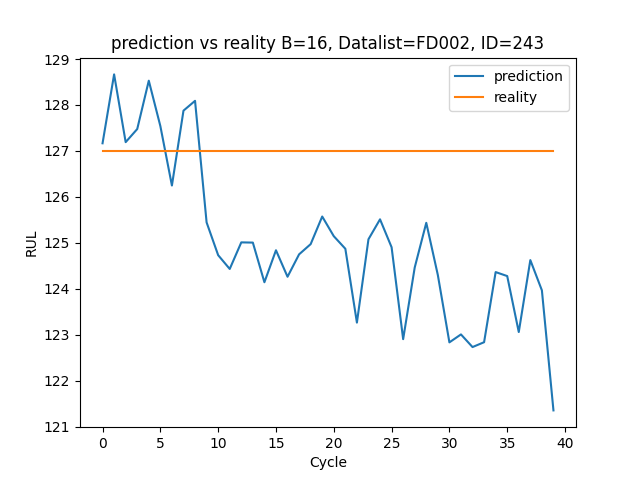 prediction vs reality B=16, Datalist=FD002, ID=243
prediction
reality
129
128
127
126
125
124
123
122
121
RUL
0 5 10 15 20 25 30 35 40
Cycle